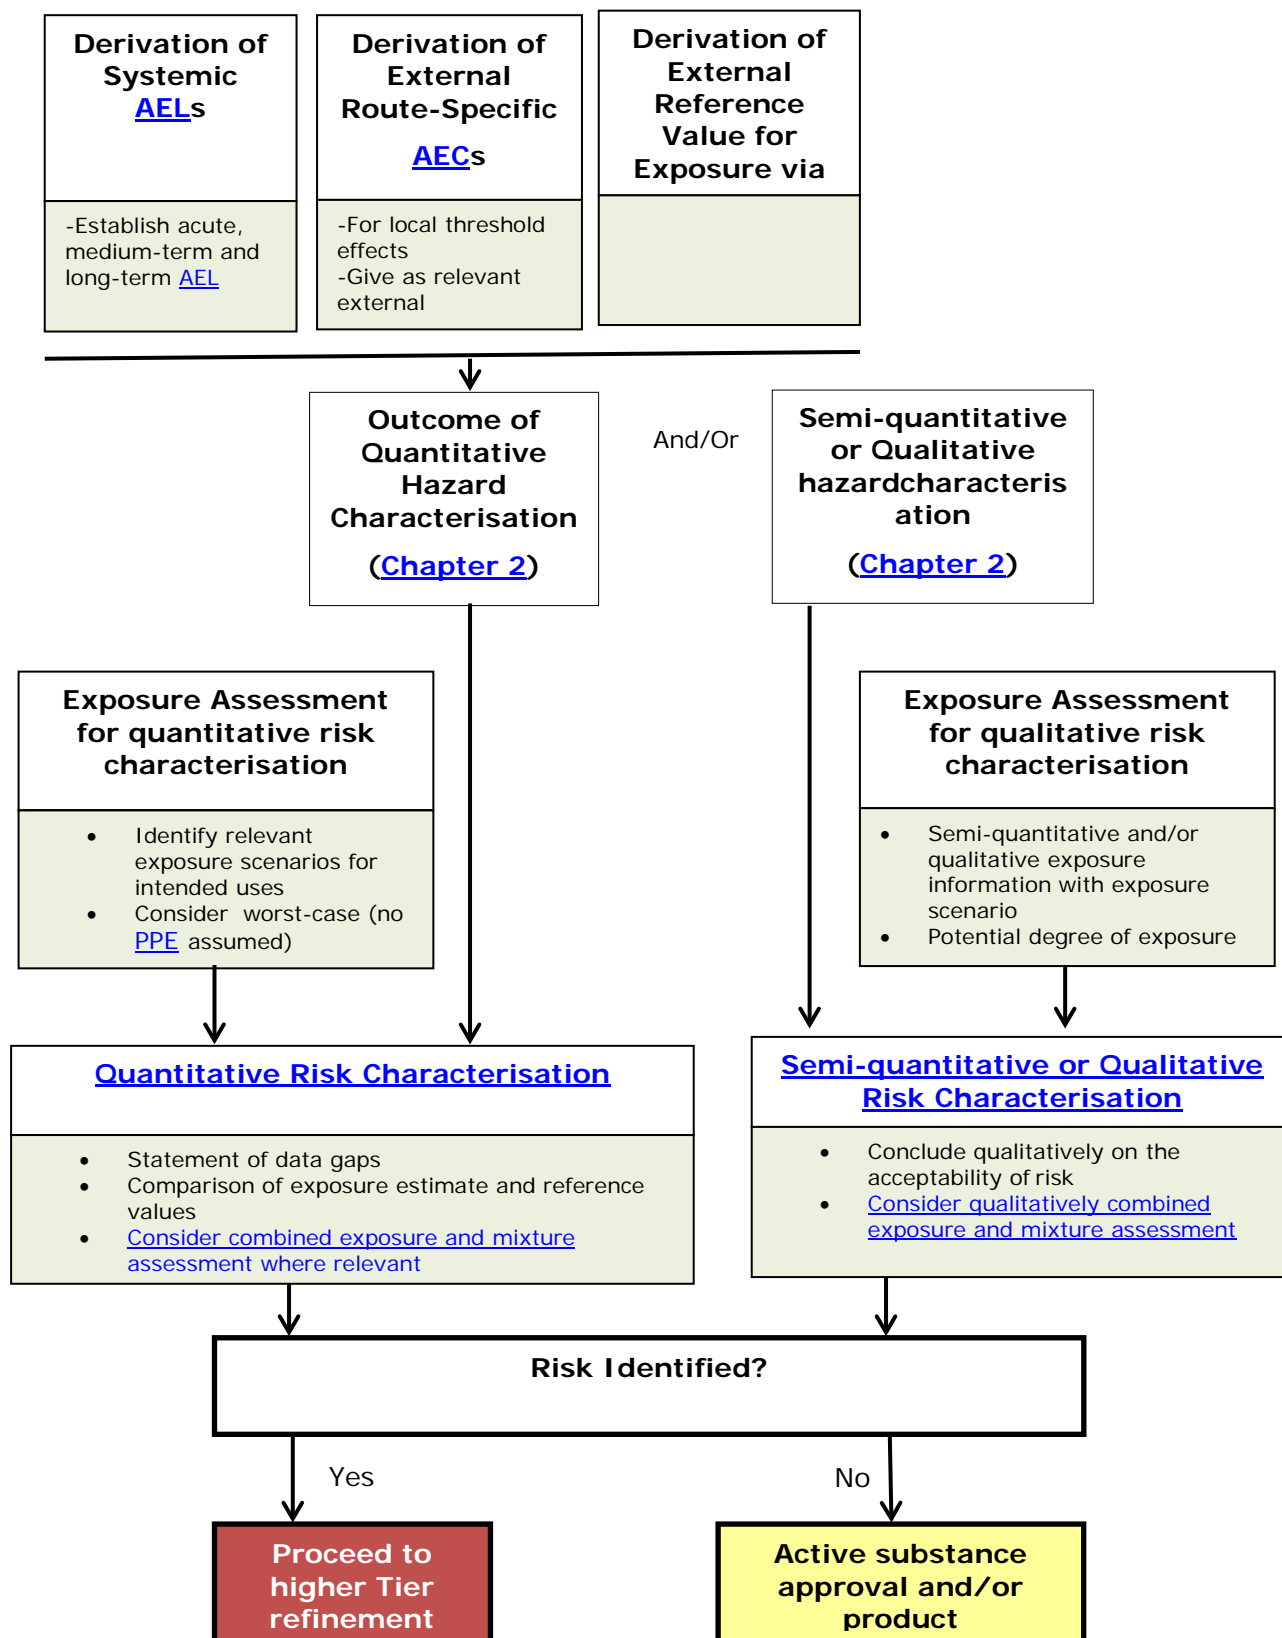 Derivation of
Systemic
AELs
-Establish acute,
medium-term and
long-term AEL
Derivation of
External
Route-Specific
AECs
-For local threshold
effects
-Give as relevant
external
Derivation of
External
Reference
Value for
Exposure via
Outcome of
Quantitative
Hazard
Characterisation
(Chapter 2)
And/Or
Semi-quantitative
or Qualitative
hazardcharacteris
ation
(Chapter 2)
Exposure Assessment
for quantitative risk
characterisation
• Identify relevant
exposure scenarios for
intended uses
• Consider worst-case (no
PPE assumed)
Exposure Assessment
for qualitative risk
characterisation
• Semi-quantitative and/or
qualitative exposure
information with exposure
scenario
• Potential degree of exposure
Quantitative Risk Characterisation
• Statement of data gaps
• Comparison of exposure estimate and reference
values
• Consider combined exposure and mixture
assessment where relevant
Semi-quantitative or Qualitative
Risk Characterisation
• Conclude qualitatively on the
acceptability of risk
• Consider qualitatively combined
exposure and mixture assessment
Risk Identified?
Yes
No
Proceed to
higher Tier
refinement
Active substance
approval and/or
product